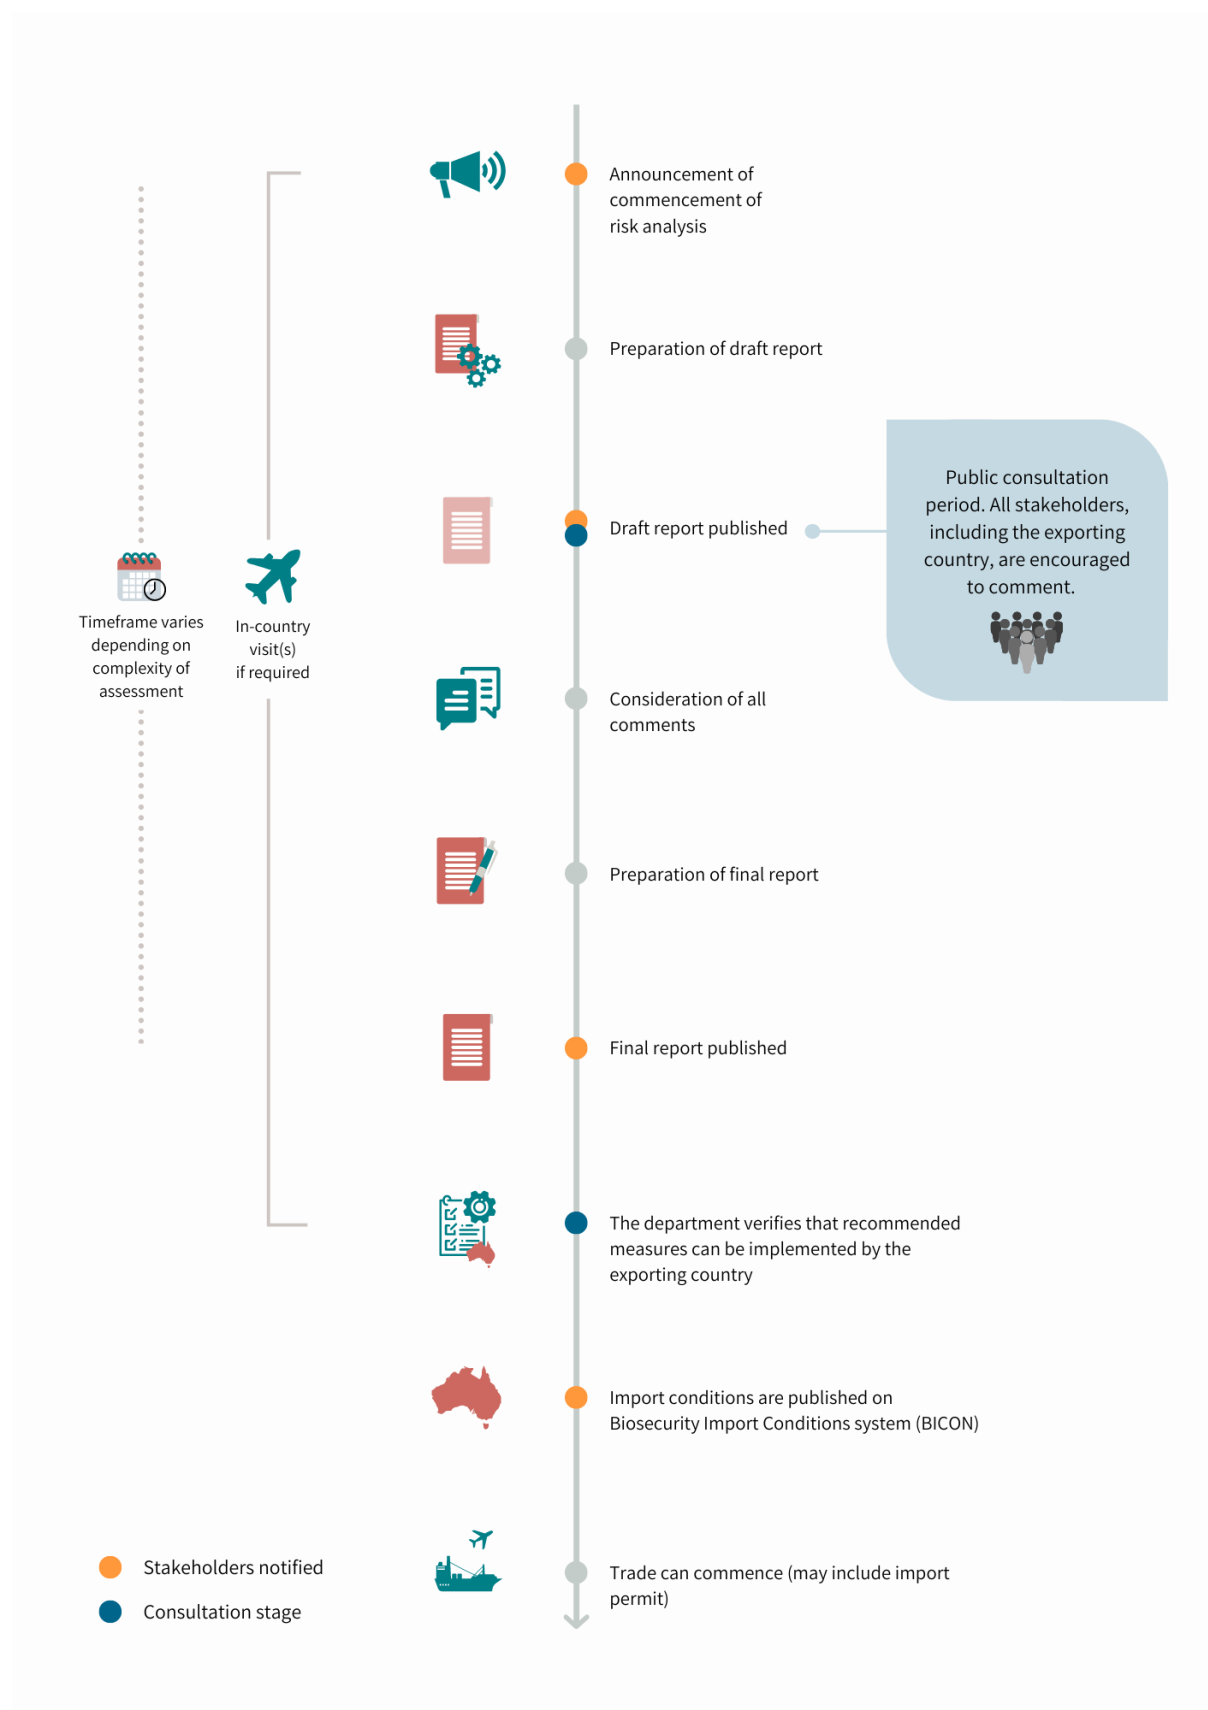 Announcement of
commencement of
risk analysis
Preparation of draft report
Draft report published
Public consultation
period. All stakeholders,
including the exporting
country, are encouraged
to comment.
Timeframe varies
depending on
complexity of
assessment
In-country
visit(s)
if required
Consideration of all
comments
Preparation of final report
Final report published
The department verifies that recommended
measures can be implemented by the
exporting country
Import conditions are published on
Biosecurity Import Conditions system (BICON)
Trade can commence (may include import
permit)
Stakeholders notified
Consultation stage